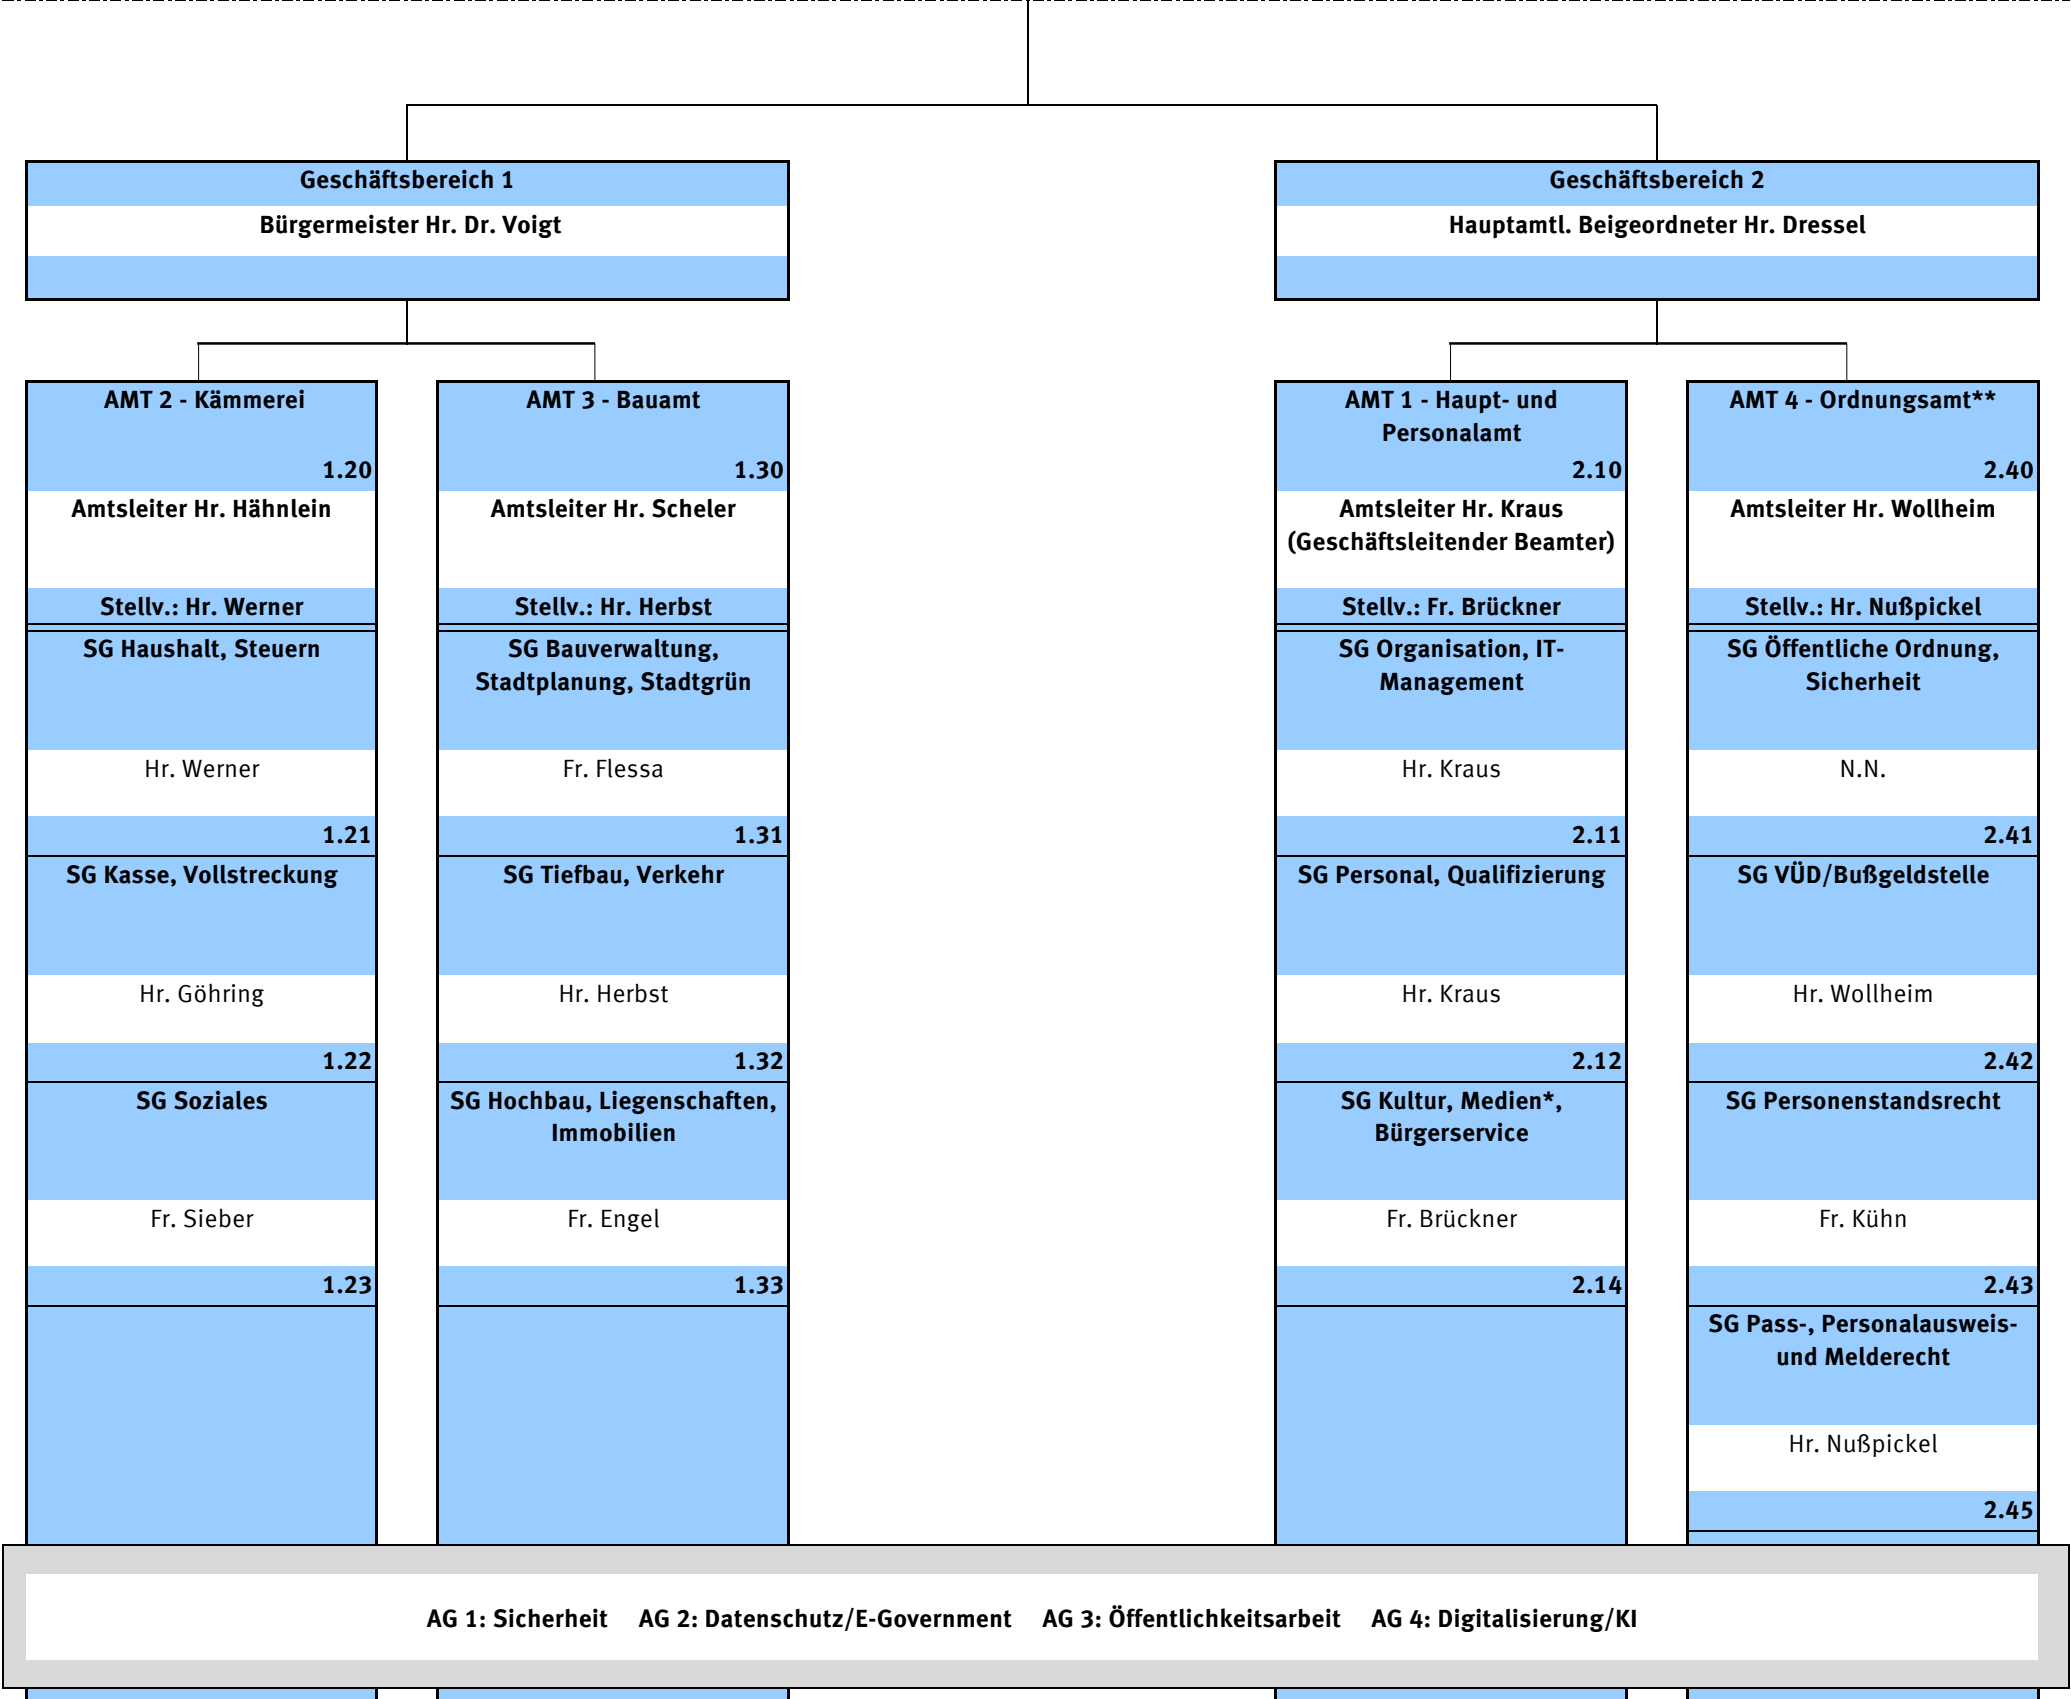 Geschäftsbereich 1
Bürgermeister Hr. Dr. Voigt
Geschäftsbereich 2
Hauptamtl. Beigeordneter Hr. Dressel
AMT 2 - Kämmerei
1.20
Amtsleiter Hr. Hähnlein
Stellv.: Hr. Werner
SG Haushalt, Steuern
Hr. Werner
1.21
SG Kasse, Vollstreckung
Hr. Göhring
1.22
SG Soziales
Fr. Sieber
1.23
AMT 3 - Bauamt
1.30
Amtsleiter Hr. Scheler
Stellv.: Hr. Herbst
SG Bauverwaltung,
Stadtplanung, Stadtgrün
Fr. Flessa
1.31
SG Tiefbau, Verkehr
Hr. Herbst
1.32
SG Hochbau, Liegenschaften,
Immobilien
Fr. Engel
1.33
AMT 1 - Haupt- und
Personalamt
2.10
Amtsleiter Hr. Kraus
(Geschäftsleitender Beamter)
Stellv.: Fr. Brückner
SG Organisation, IT-
Management
Hr. Kraus
2.11
SG Personal, Qualifizierung
Hr. Kraus
2.12
SG Kultur, Medien*,
Bürgerservice
Fr. Brückner
2.14
AMT 4 - Ordnungsamt**
2.40
Amtsleiter Hr. Wollheim
Stellv.: Hr. Nußpickel
SG Öffentliche Ordnung,
Sicherheit
N.N.
2.41
SG VÜD/Bußgeldstelle
Hr. Wollheim
2.42
SG Personenstandsrecht
Fr. Kühn
2.43
SG Pass-, Personalausweis-
und Melderecht
Hr. Nußpickel
2.45
AG 1: Sicherheit AG 2: Datenschutz/E-Government AG 3: Öffentlichkeitsarbeit AG 4: Digitalisierung/KI